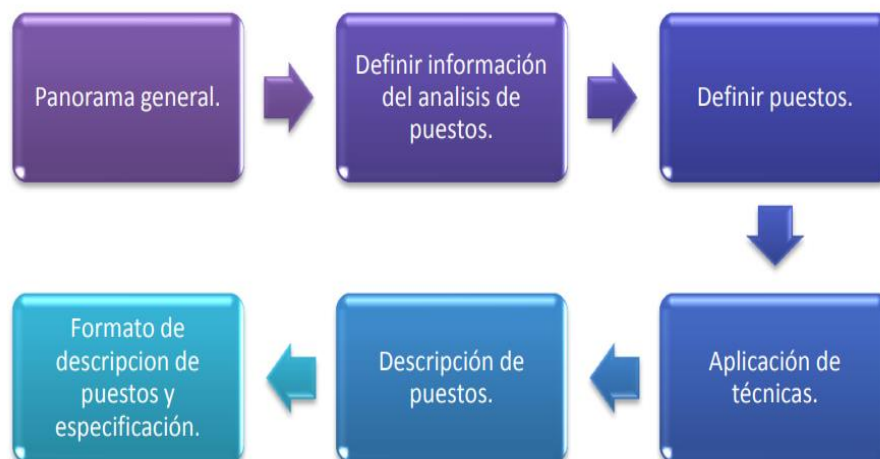 Panorama general.
Definir información
del analisis de
puestos.
Definir puestos.
Aplicación de
técnicas.
Descripción de
puestos.
Formato de
descripcion de
puestos y
especificación.